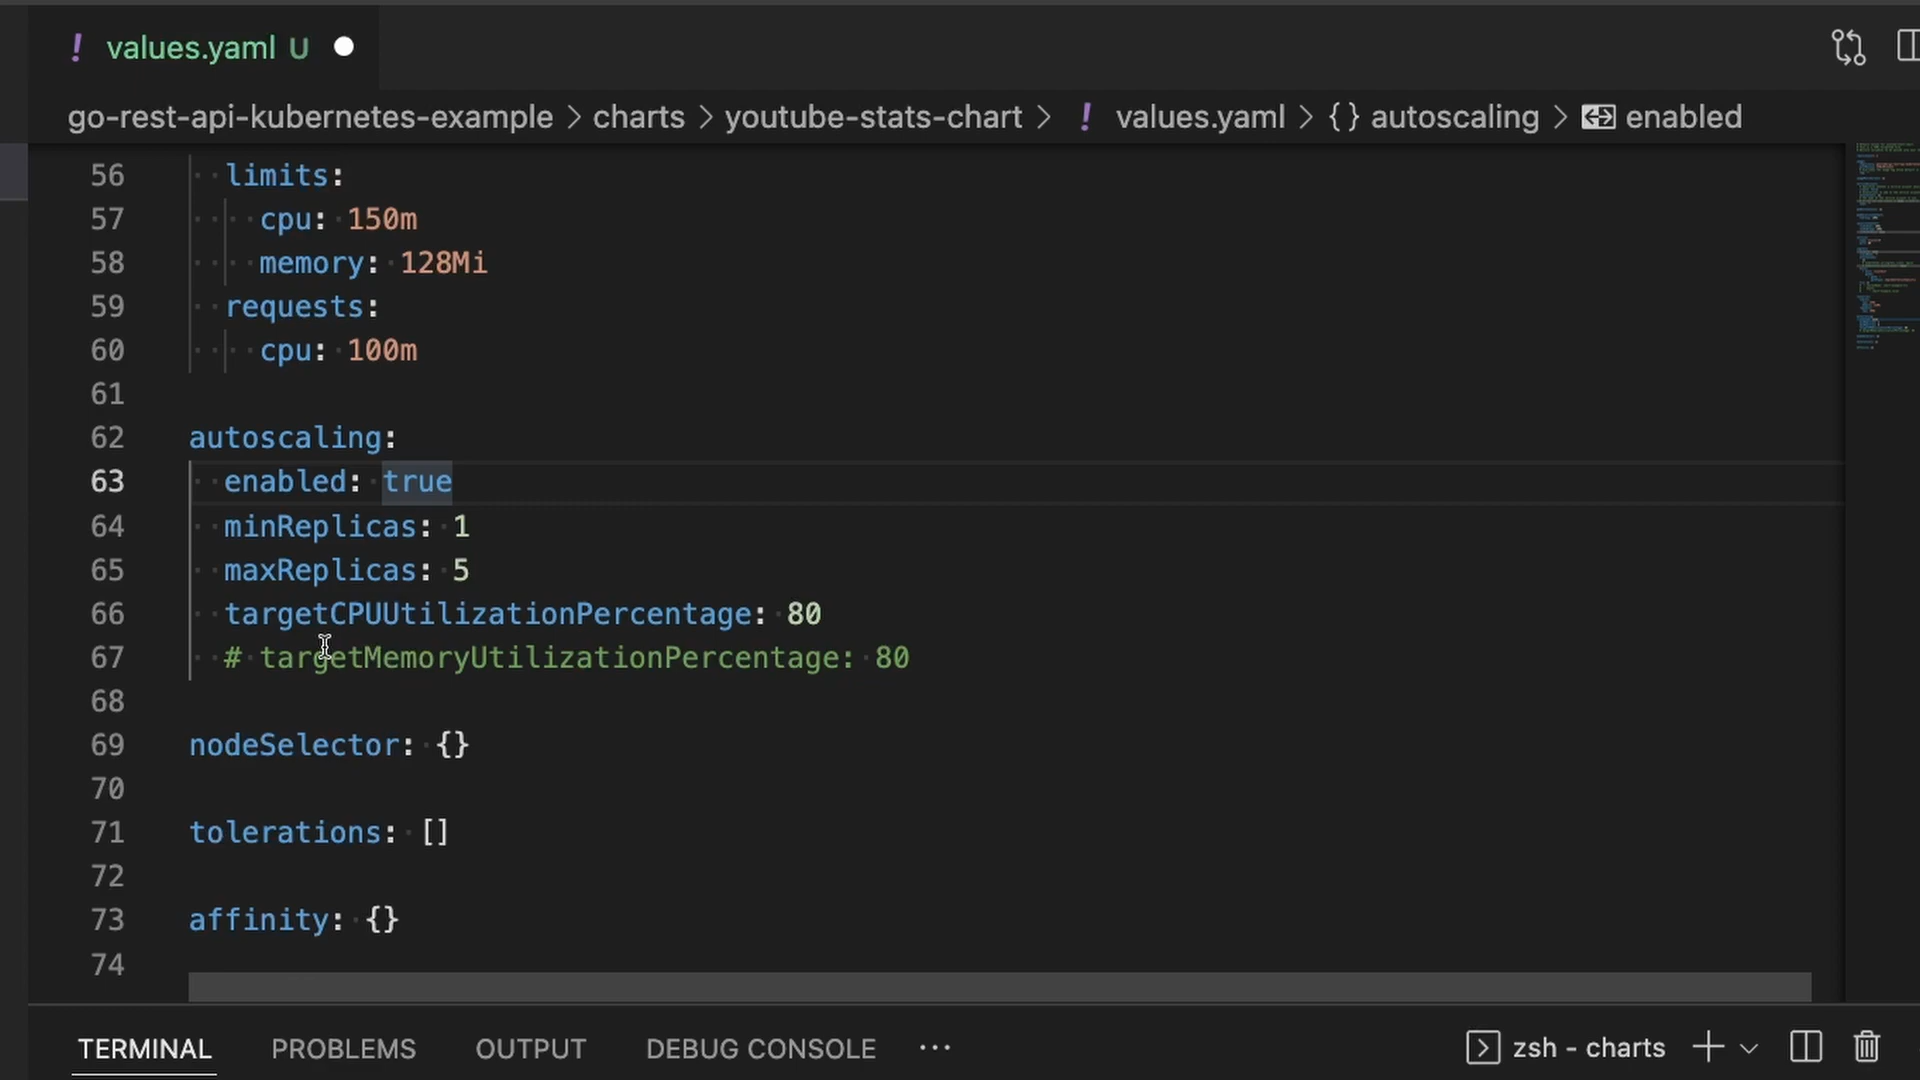 ! values.yaml U
go-rest-api-kubernetes-example > charts > youtube-stats-chart > ! values.yaml > {} autoscaling > enabled
56 limits:
57 cpu: 150m
58 memory: 128Mi
59 requests:
60 cpu: 100m
61
62 autoscaling:
63 enabled: true
64 minReplicas: 1
65 maxReplicas: 5
66 targetCPUUtilizationPercentage: 80
67 # targetMemoryUtilizationPercentage: 80
68
69 nodeSelector: {}
70
71 tolerations: []
72
73 affinity: {}
74
TERMINAL PROBLEMS OUTPUT DEBUG CONSOLE ··· zsh - charts